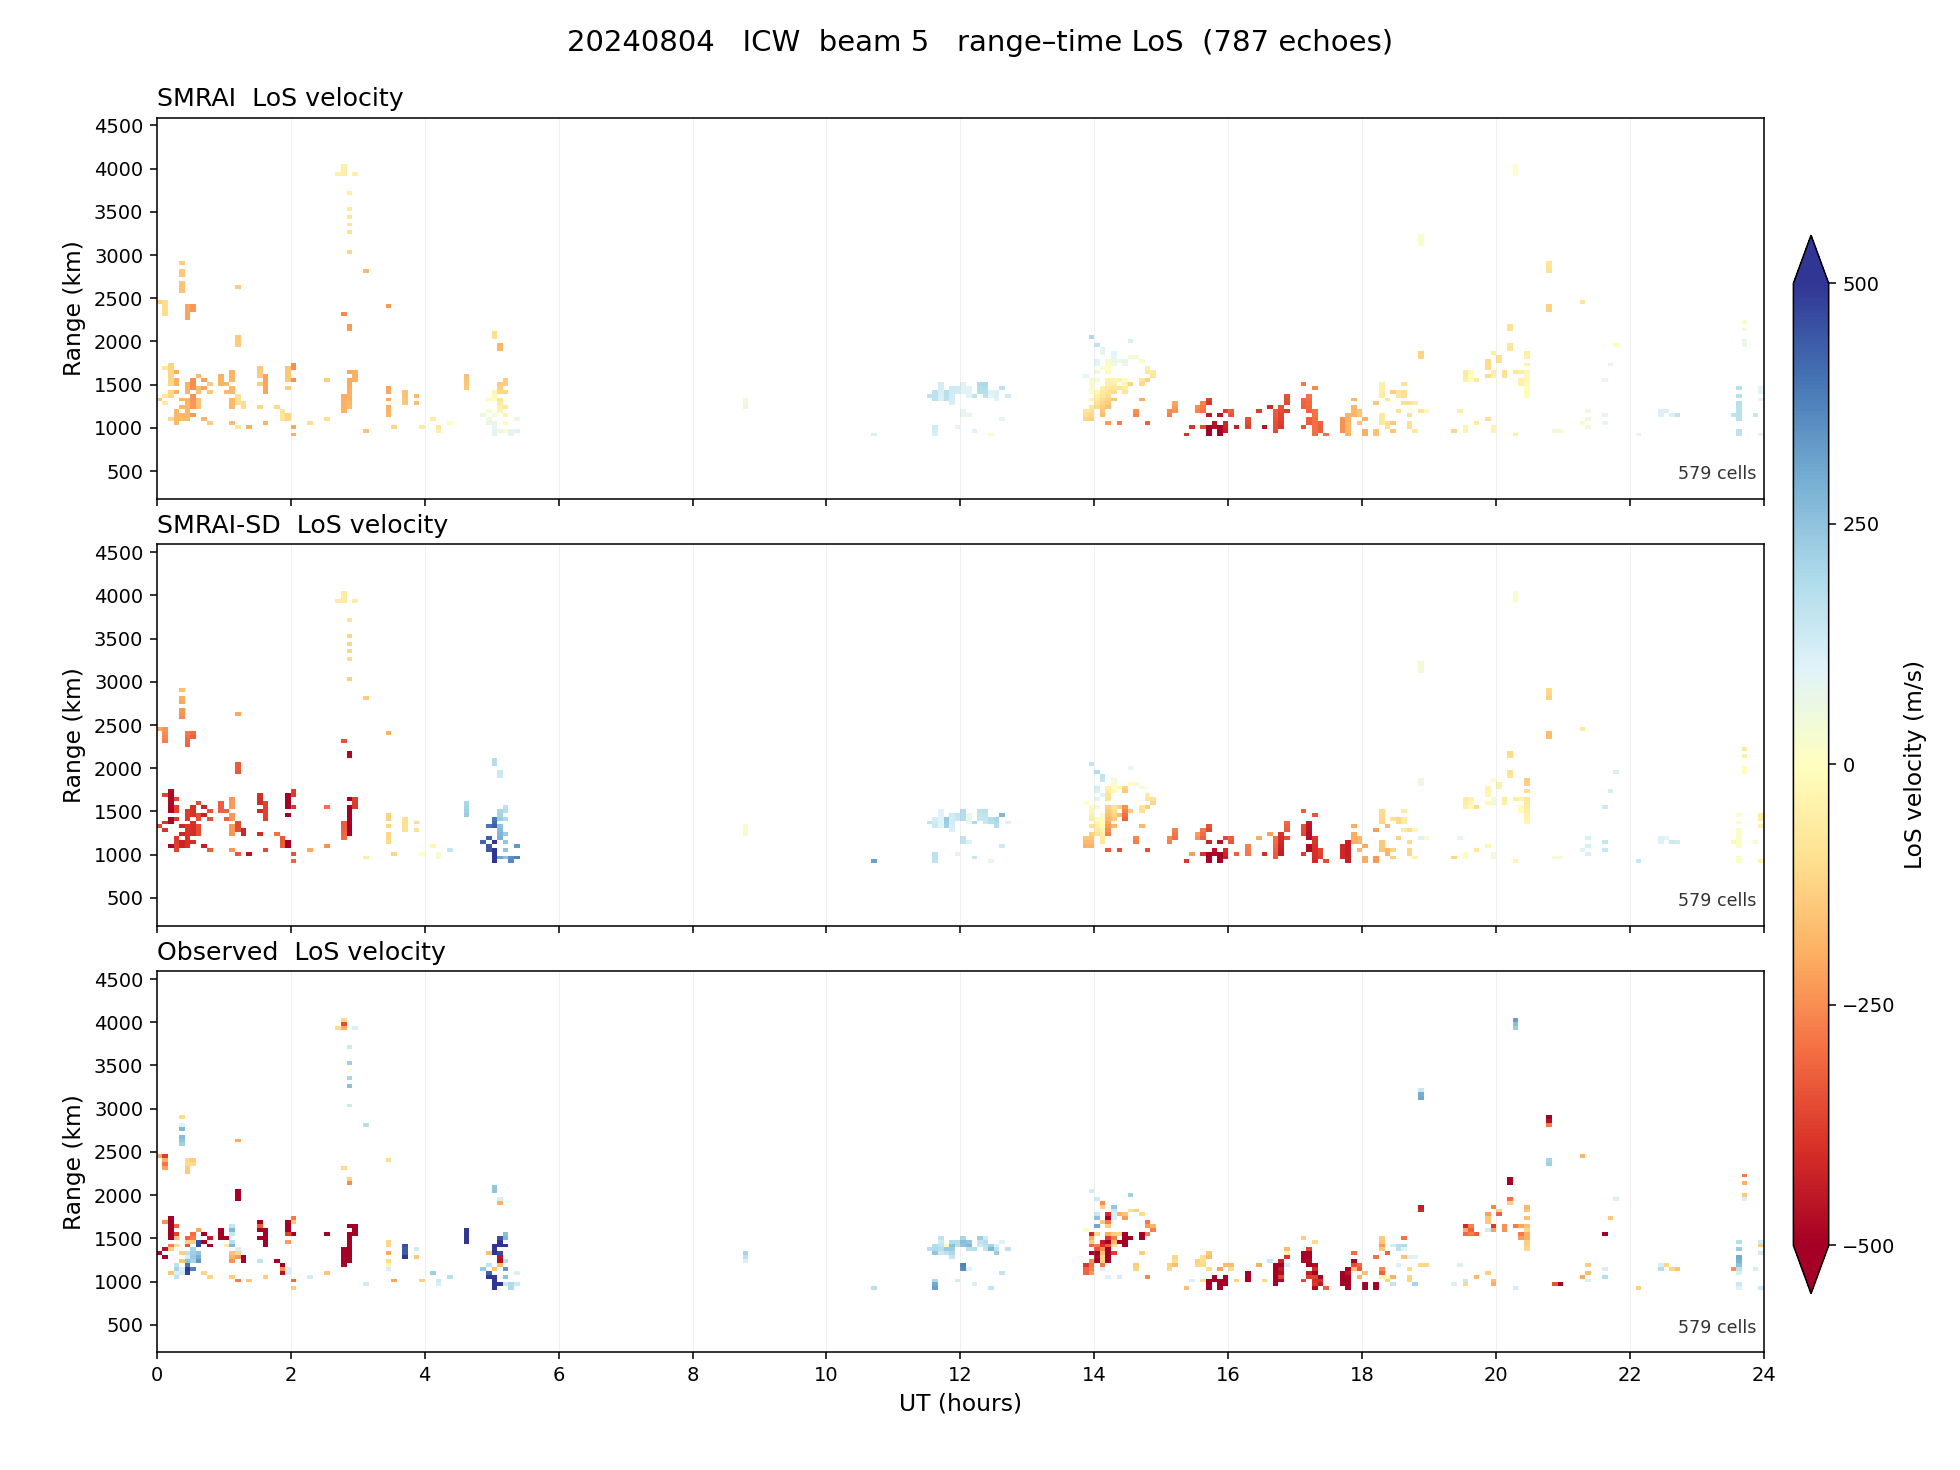 20240804   ICW  beam 5   range–time LoS  (787 echoes)
SMRAI  LoS velocity
4500
4000
3500
3000
2500
2000
1500
1000
500
Range (km)
579 cells
SMRAI-SD  LoS velocity
4500
4000
3500
3000
2500
2000
1500
1000
500
Range (km)
579 cells
Observed  LoS velocity
4500
4000
3500
3000
2500
2000
1500
1000
500
Range (km)
579 cells
0 2 4 6 8 10 12 14 16 18 20 22 24
UT (hours)
500
250
0
−250
−500
LoS velocity (m/s)